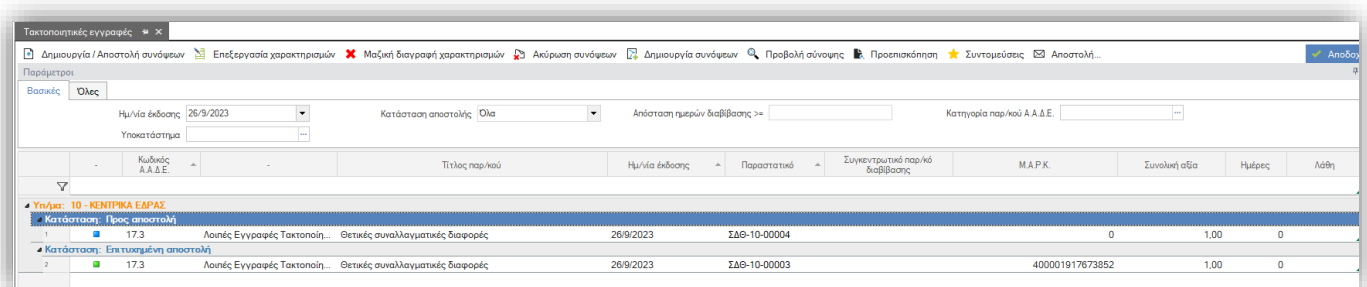 Τακτοποιητικές εγγραφές
Δημιουργία / Αποστολή συνόψεων Επεξεργασία χαρακτηρισμών Μαζική διαγραφή χαρακτηρισμών Ακύρωση συνόψεων Δημιουργία συνόψεων Προβολή σύνοψης Προεπισκόπηση Συντομεύσεις Αποστολή... Αποδοχ
Παράμετροι
Βασικές Όλες
Ημ/νία έκδοσης 26/9/2023 Κατάσταση αποστολής Όλα Απόσταση ημερών διαβίβασης >= Κατηγορία παρ/κού Α.Α.Δ.Ε.
Υποκατάστημα
- Κωδικός Α.Α.Δ.Ε. - Τίτλος παρ/κού Ημ/νία έκδοσης Παραστατικό Συγκεντρωτικό παρ/κό διαβίβασης Μ.Α.Ρ.Κ. Συνολική αξία Ημέρες Λάθη
Υπ/μα: 10 - ΚΕΝΤΡΙΚΑ ΕΔΡΑΣ
Κατάσταση: Προς αποστολή
1 17.3 Λοιπές Εγγραφές Τακτοποίη... Θετικές συναλλαγματικές διαφορές 26/9/2023 ΣΔΘ-10-00004 0 1,00 0
Κατάσταση: Επιτυχημένη αποστολή
2 17.3 Λοιπές Εγγραφές Τακτοποίη... Θετικές συναλλαγματικές διαφορές 26/9/2023 ΣΔΘ-10-00003 400001917673852 1,00 0